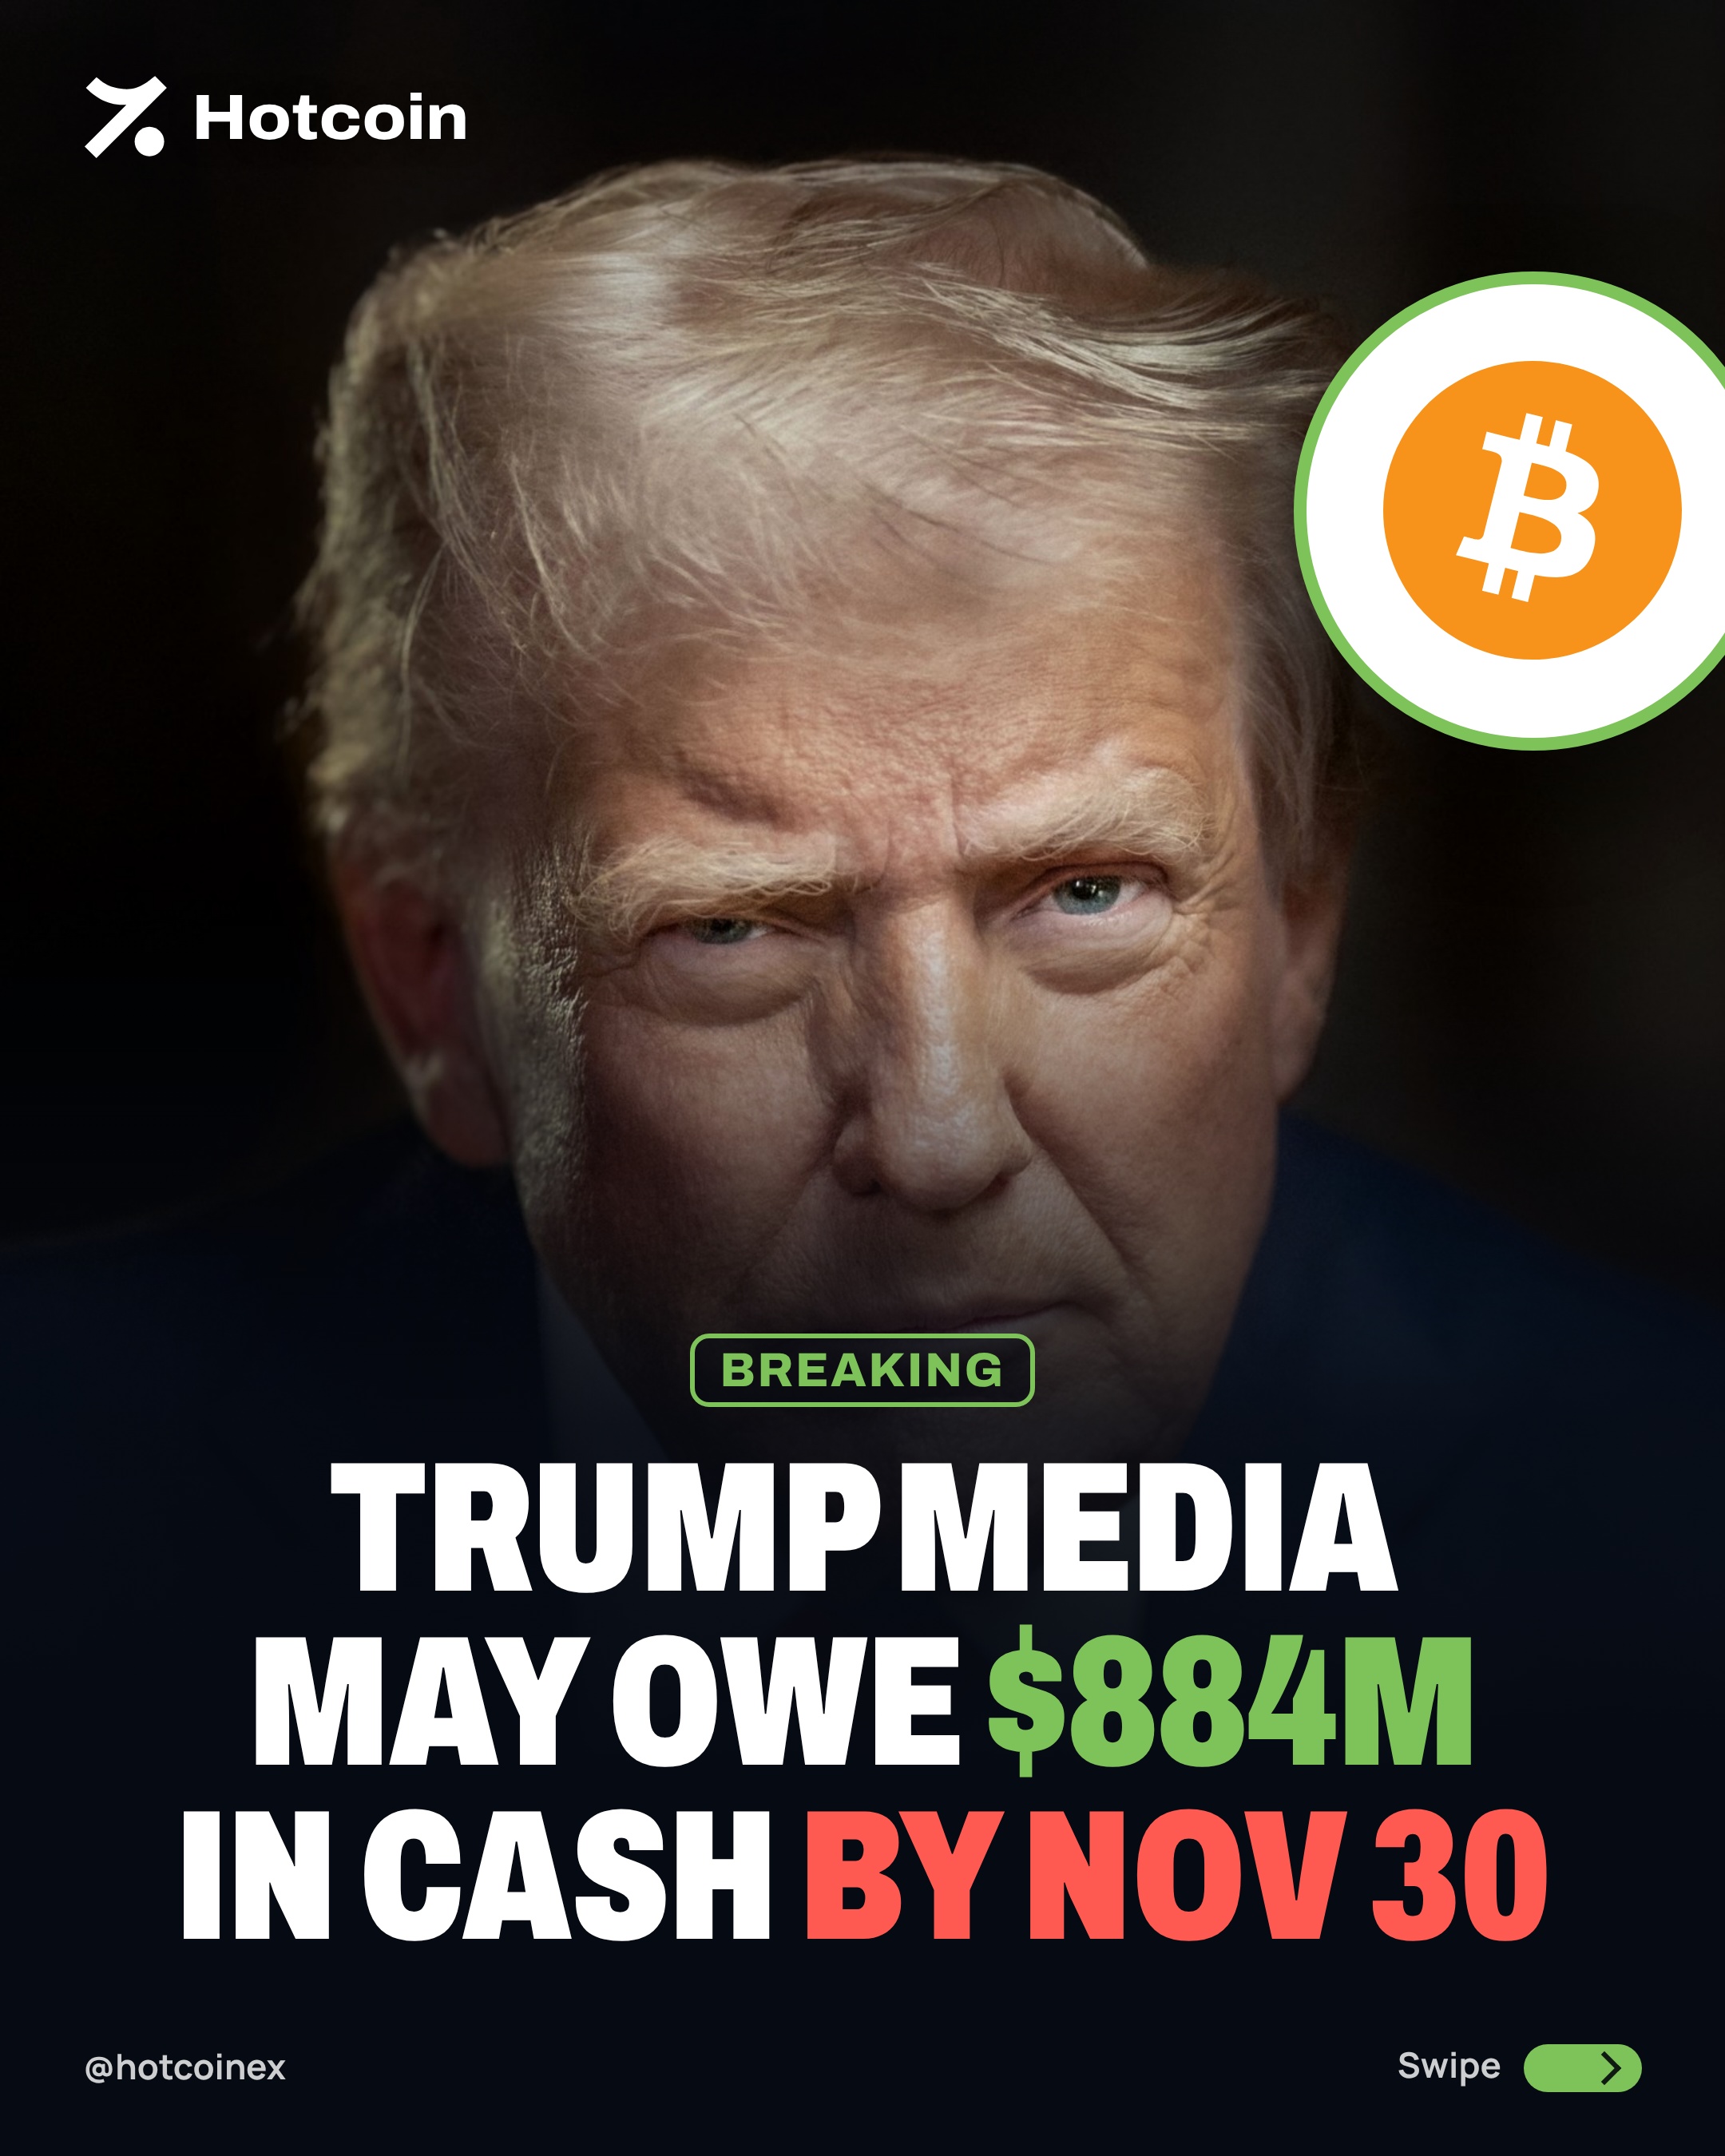 Hotcoin
BREAKING
TRUMP MEDIA
MAY OWE $884M
IN CASH BY NOV 30
@hotcoinex
Swipe